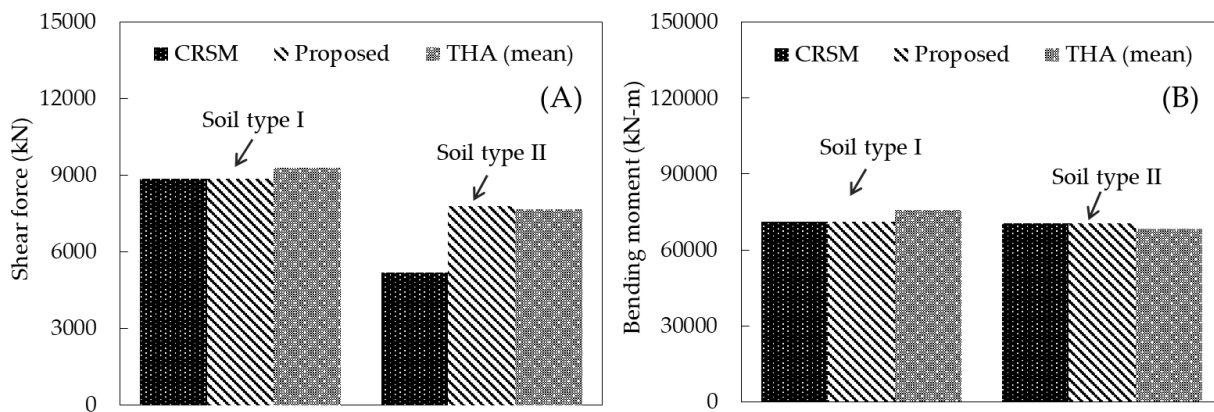 15000
12000
9000
6000
3000
0
Shear force (kN)
CRSM Proposed THA (mean)
(A)
Soil type I
Soil type II
150000
120000
90000
60000
30000
0
Bending moment (kN-m)
CRSM Proposed THA (mean)
(B)
Soil type I
Soil type II